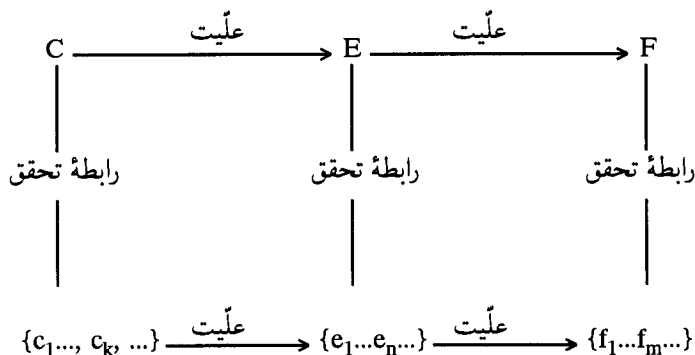 علّیت علّیت
C E F
رابطهٔ تحقق رابطهٔ تحقق رابطهٔ تحقق
علّیت علّیت
{c1..., ck, ...} {e1...en...} {f1...fm...}